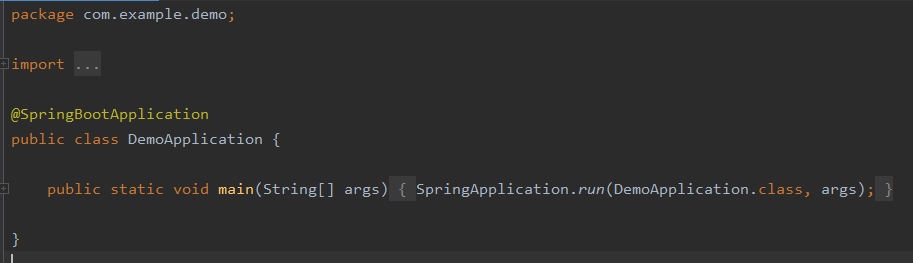 package com.example.demo;
import ...
@SpringBootApplication
public class DemoApplication {
public static void main(String[] args) { SpringApplication.run(DemoApplication.class, args); }
}